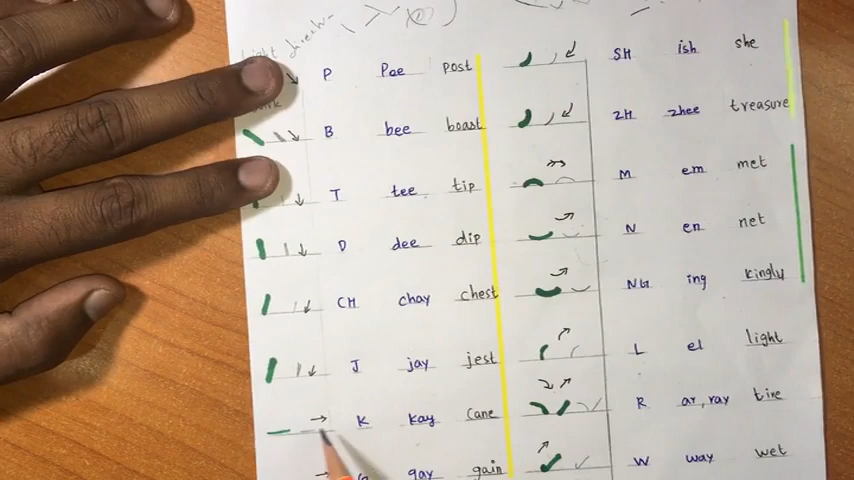 P Pee post
B bee boast
T tee tip
D dee dip
CH chay chest
J jay jest
K kay cane
gay gain
SH ish she
ZH zhee treasure
M em met
N en net
NG ing kingly
L el light
R ar, ray tire
W way wet